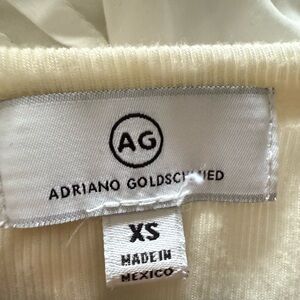 AG
ADRIANO GOLDSCHMIED
XS
MADE IN
MEXICO